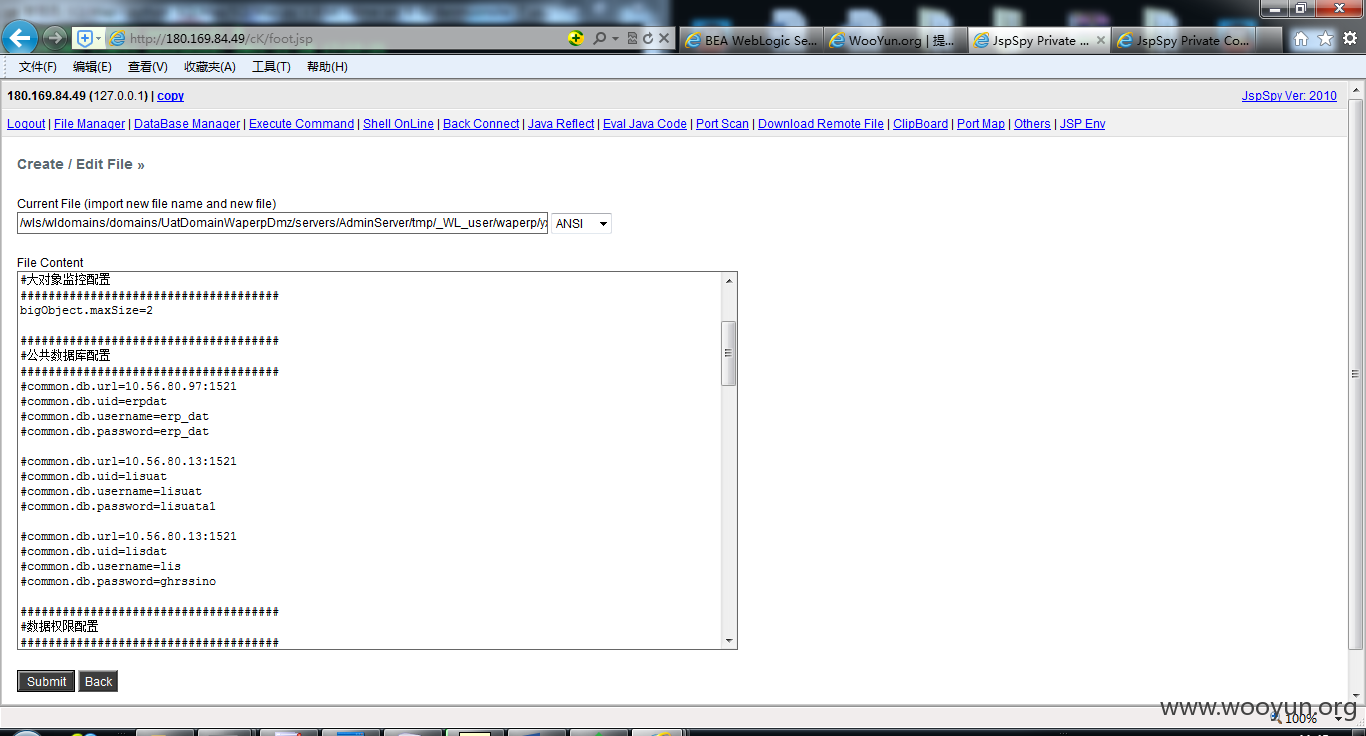 http://180.169.84.49/cK/foot.jsp
BEA WebLogic Se...
WooYun.org | 提...
JspSpy Private ...
JspSpy Private Co...
文件(F) 编辑(E) 查看(V) 收藏夹(A) 工具(T) 帮助(H)
180.169.84.49 (127.0.0.1) | copy
JspSpy Ver: 2010
Logout | File Manager | DataBase Manager | Execute Command | Shell OnLine | Back Connect | Java Reflect | Eval Java Code | Port Scan | Download Remote File | ClipBoard | Port Map | Others | JSP Env
Create / Edit File »
Current File (import new file name and new file)
/wls/wldomains/domains/UatDomainWaperpDmz/servers/AdminServer/tmp/_WL_user/waperp/yx
ANSI
File Content
#大对象监控配置
#####################################
bigObject.maxSize=2
#####################################
#公共数据库配置
#####################################
#common.db.url=10.56.80.97:1521
#common.db.uid=erpdat
#common.db.username=erp_dat
#common.db.password=erp_dat
#common.db.url=10.56.80.13:1521
#common.db.uid=lisuat
#common.db.username=lisuat
#common.db.password=lisuata1
#common.db.url=10.56.80.13:1521
#common.db.uid=lisdat
#common.db.username=lis
#common.db.password=ghrssino
#####################################
#数据权限配置
#####################################
Submit Back
www.wooyun.org
100%